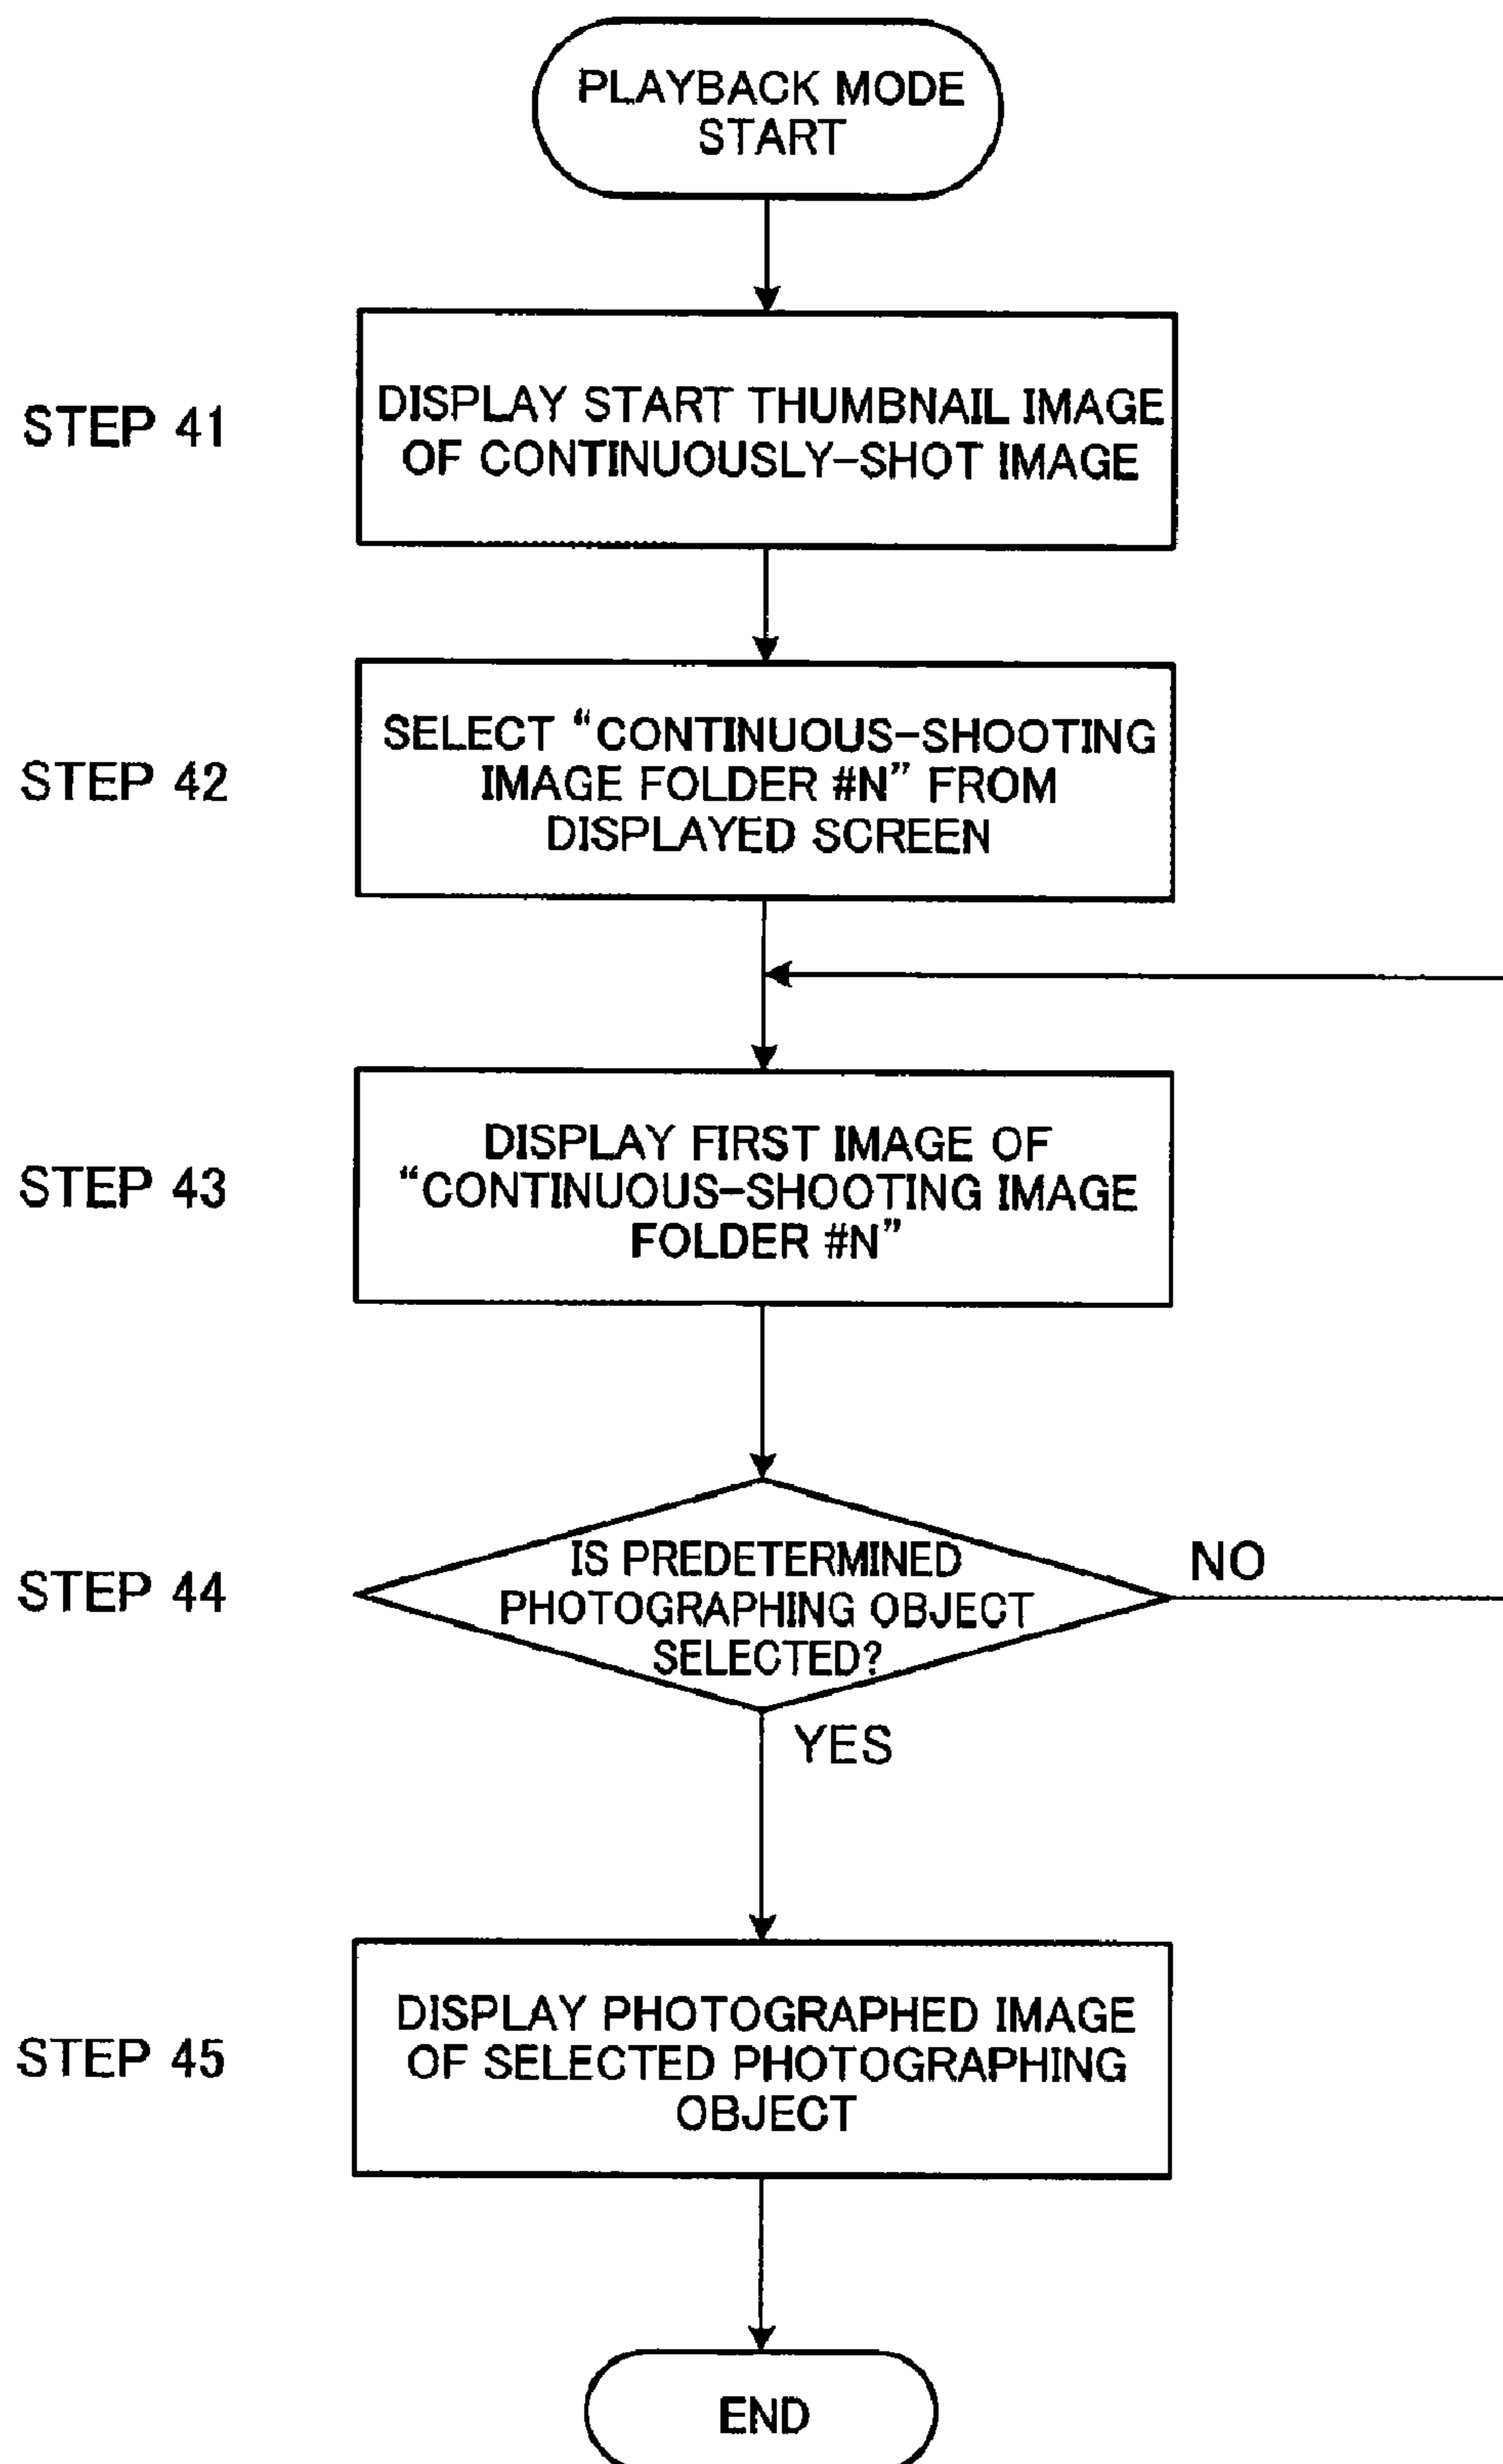 PLAYBACK MODE
START
STEP 41
DISPLAY START THUMBNAIL IMAGE
OF CONTINUOUSLY-SHOT IMAGE
STEP 42
SELECT “CONTINUOUS-SHOOTING
IMAGE FOLDER #N” FROM
DISPLAYED SCREEN
STEP 43
DISPLAY FIRST IMAGE OF
“CONTINUOUS-SHOOTING IMAGE
FOLDER #N”
STEP 44
IS PREDETERMINED
PHOTOGRAPHING OBJECT
SELECTED?
NO
YES
STEP 45
DISPLAY PHOTOGRAPHED IMAGE
OF SELECTED PHOTOGRAPHING
OBJECT
END